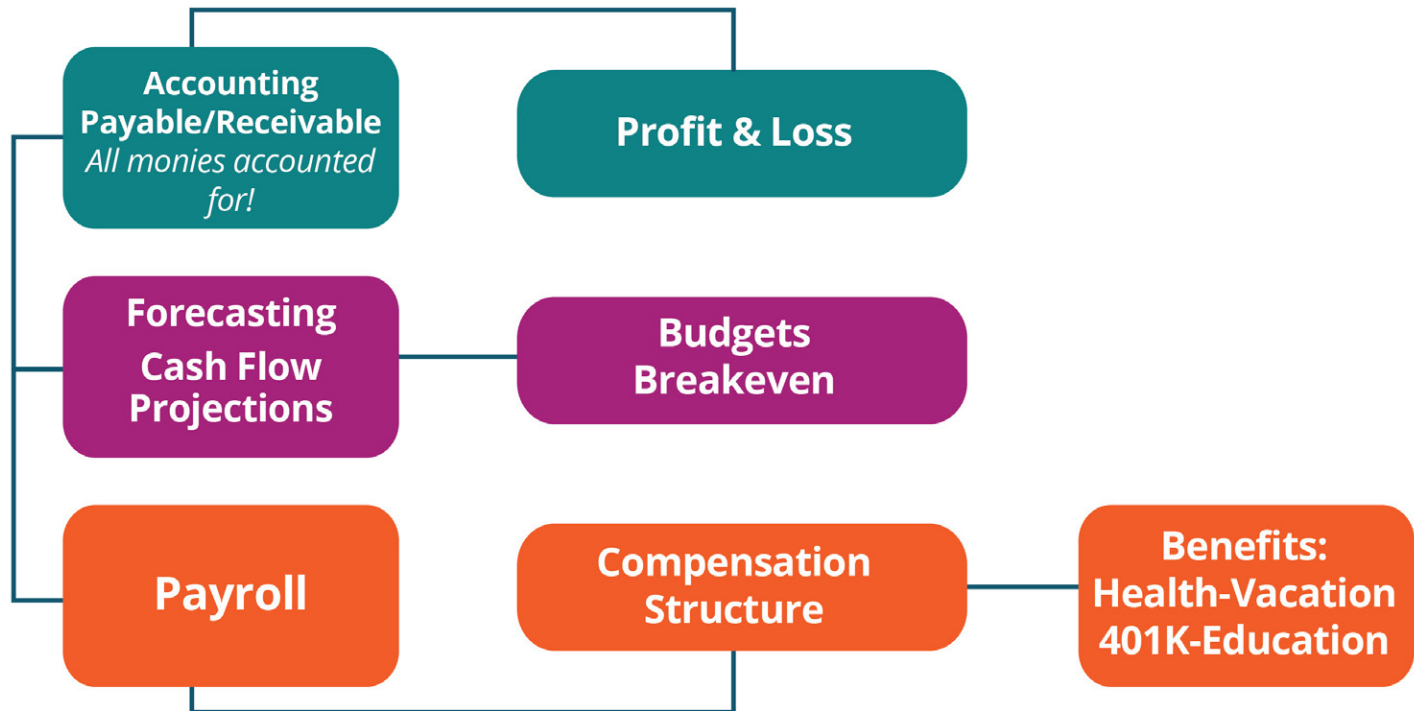 Accounting
Payable/Receivable
All monies accounted
for!
Profit & Loss
Forecasting
Cash Flow
Projections
Budgets
Breakeven
Payroll
Compensation
Structure
Benefits:
Health-Vacation
401K-Education